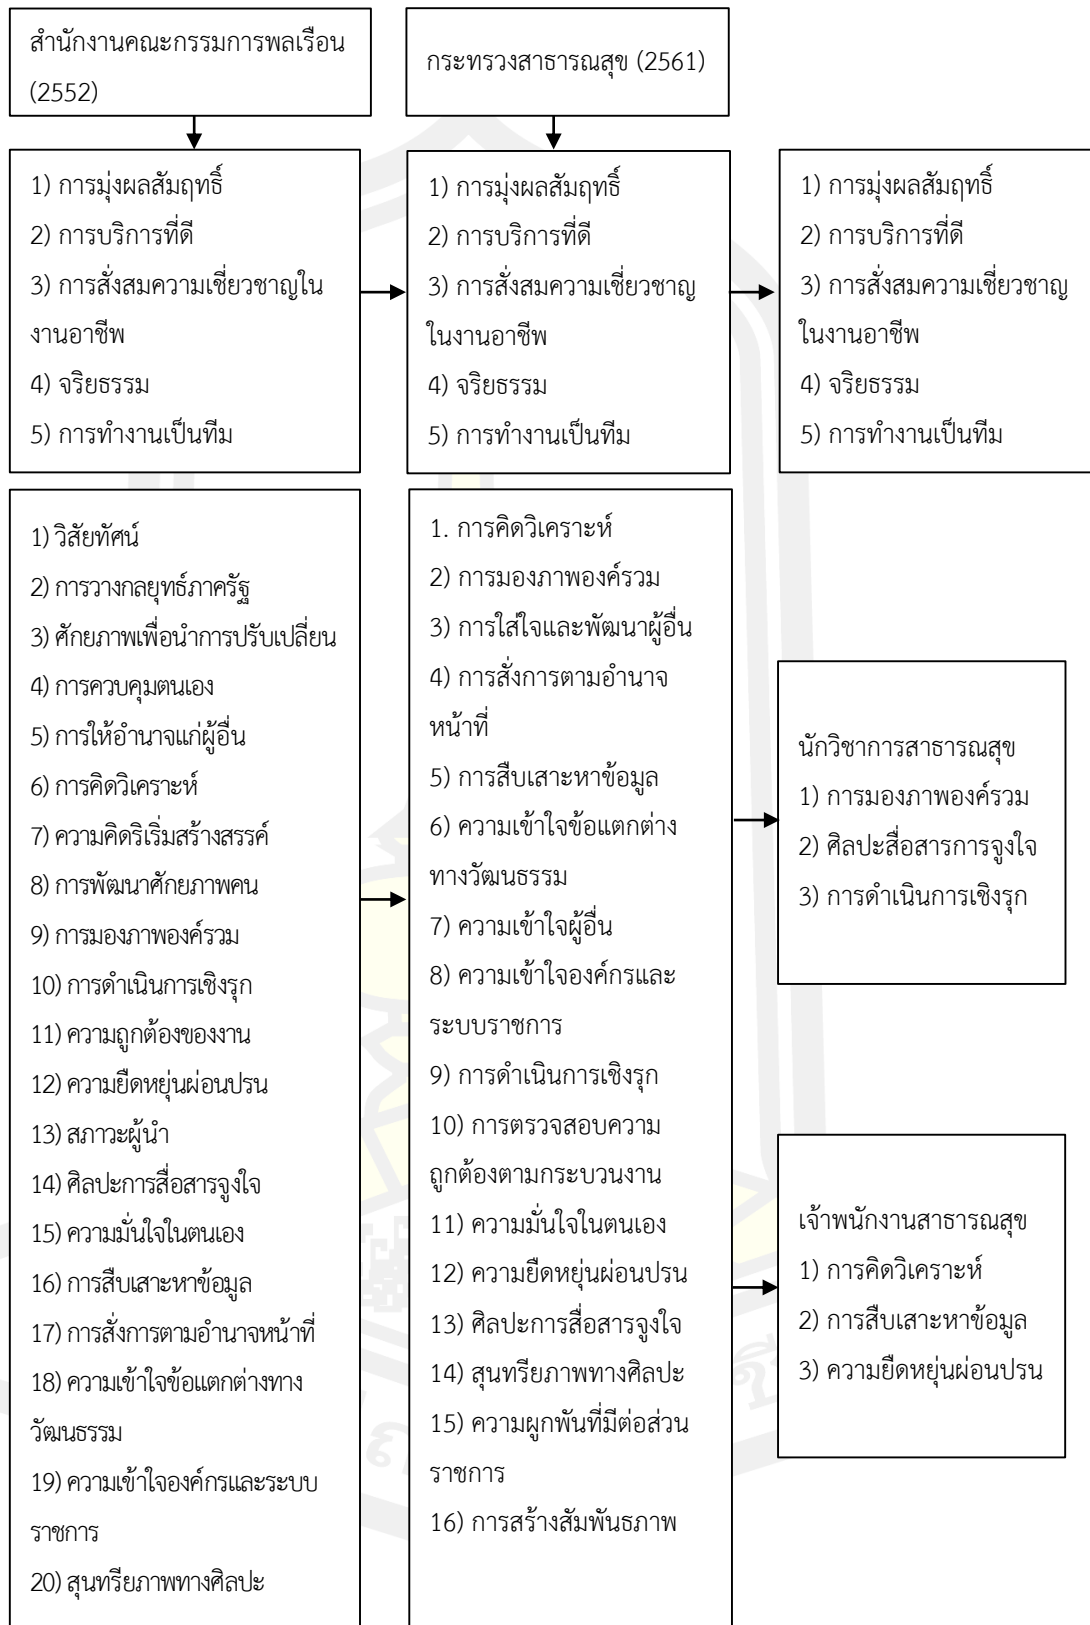 สำนักงานคณะกรรมการพลเรือน
(2552)
กระทรวงสาธารณสุข (2561)
1) การมุ่งผลสัมฤทธิ์
2) การบริการที่ดี
3) การสั่งสมความเชี่ยวชาญใน
งานอาชีพ
4) จริยธรรม
5) การทำงานเป็นทีม
1) การมุ่งผลสัมฤทธิ์
2) การบริการที่ดี
3) การสั่งสมความเชี่ยวชาญ
ในงานอาชีพ
4) จริยธรรม
5) การทำงานเป็นทีม
1) การมุ่งผลสัมฤทธิ์
2) การบริการที่ดี
3) การสั่งสมความเชี่ยวชาญ
ในงานอาชีพ
4) จริยธรรม
5) การทำงานเป็นทีม
1) วิสัยทัศน์
2) การวางกลยุทธ์ภาครัฐ
3) ศักยภาพเพื่อนำการปรับเปลี่ยน
4) การควบคุมตนเอง
5) การให้อำนาจแก่ผู้อื่น
6) การคิดวิเคราะห์
7) ความคิดริเริ่มสร้างสรรค์
8) การพัฒนาศักยภาพคน
9) การมองภาพองค์รวม
10) การดำเนินการเชิงรุก
11) ความถูกต้องของงาน
12) ความยืดหยุ่นผ่อนปรน
13) สภาวะผู้นำ
14) ศิลปะการสื่อสารจูงใจ
15) ความมั่นใจในตนเอง
16) การสืบเสาะหาข้อมูล
17) การสั่งการตามอำนาจหน้าที่
18) ความเข้าใจข้อแตกต่างทาง
วัฒนธรรม
19) ความเข้าใจองค์กรและระบบ
ราชการ
20) สุนทรียภาพทางศิลปะ
1. การคิดวิเคราะห์
2) การมองภาพองค์รวม
3) การใส่ใจและพัฒนาผู้อื่น
4) การสั่งการตามอำนาจ
หน้าที่
5) การสืบเสาะหาข้อมูล
6) ความเข้าใจข้อแตกต่าง
ทางวัฒนธรรม
7) ความเข้าใจผู้อื่น
8) ความเข้าใจองค์กรและ
ระบบราชการ
9) การดำเนินการเชิงรุก
10) การตรวจสอบความ
ถูกต้องตามกระบวนงาน
11) ความมั่นใจในตนเอง
12) ความยืดหยุ่นผ่อนปรน
13) ศิลปะการสื่อสารจูงใจ
14) สุนทรียภาพทางศิลปะ
15) ความผูกพันที่มีต่อส่วน
ราชการ
16) การสร้างสัมพันธภาพ
นักวิชาการสาธารณสุข
1) การมองภาพองค์รวม
2) ศิลปะสื่อสารการจูงใจ
3) การดำเนินการเชิงรุก
เจ้าพนักงานสาธารณสุข
1) การคิดวิเคราะห์
2) การสืบเสาะหาข้อมูล
3) ความยืดหยุ่นผ่อนปรน